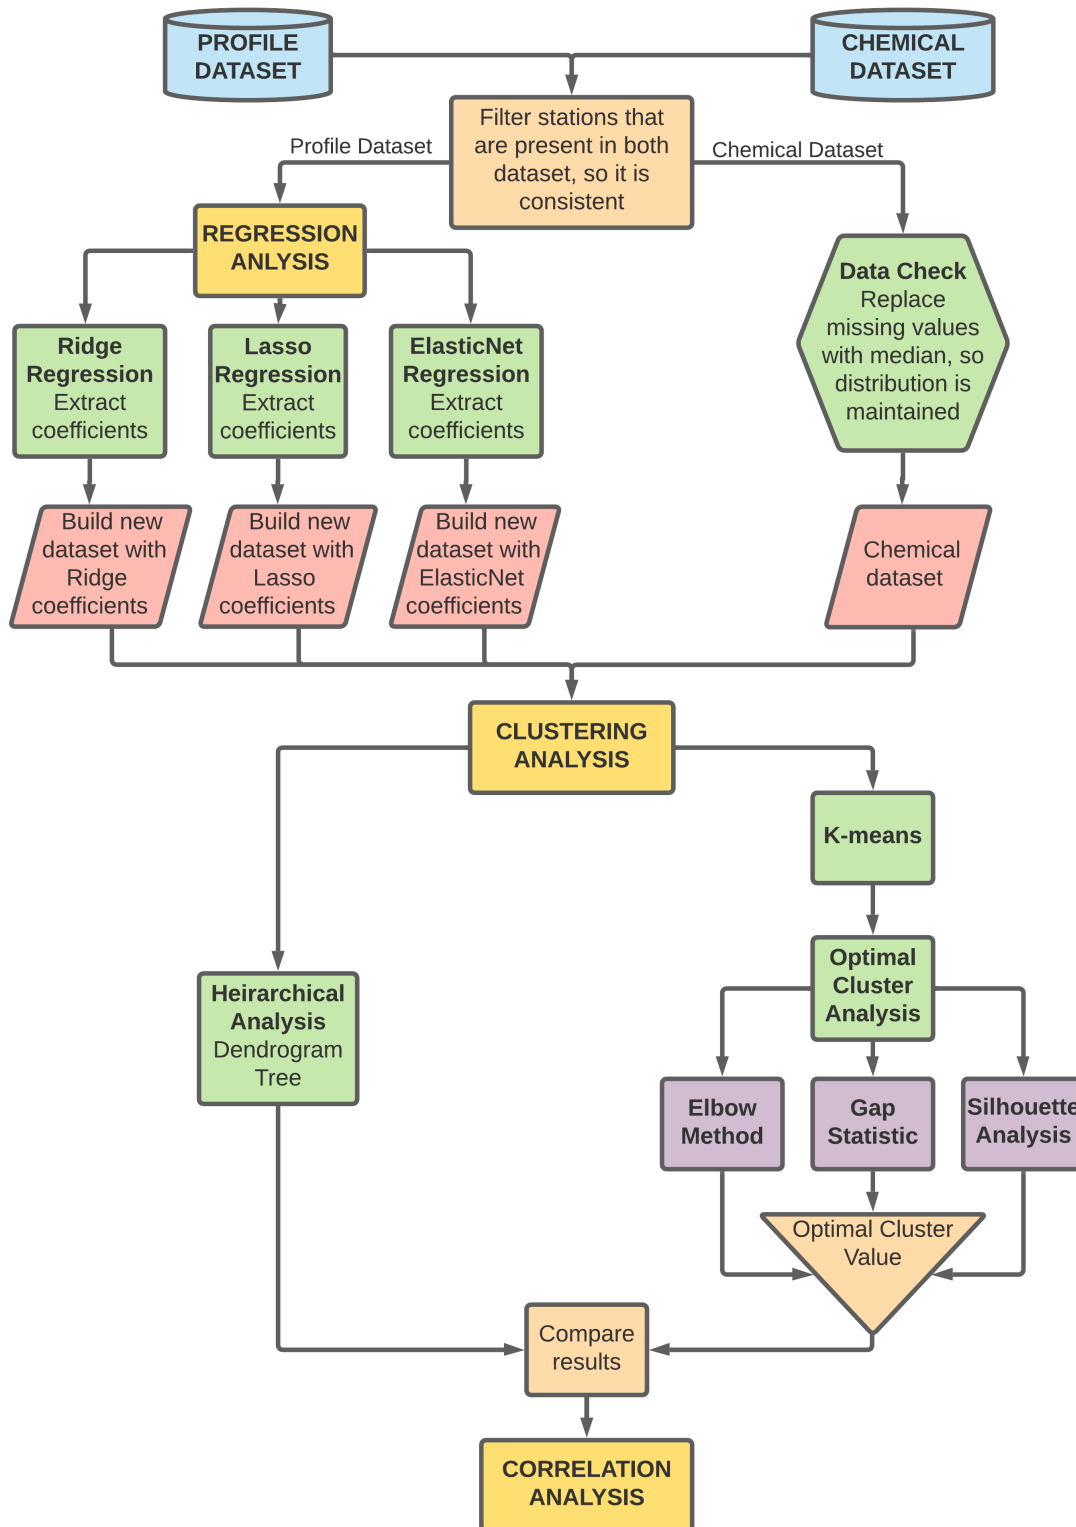 PROFILE
DATASET
CHEMICAL
DATASET
Filter stations that
are present in both
dataset, so it is
consistent
Profile Dataset
Chemical Dataset
REGRESSION
ANLYSIS
Data Check
Replace
missing values
with median, so
distribution is
maintained
Ridge
Regression
Extract
coefficients
Lasso
Regression
Extract
coefficients
ElasticNet
Regression
Extract
coefficients
Build new
dataset with
Ridge
coefficients
Build new
dataset with
Lasso
coefficients
Build new
dataset with
ElasticNet
coefficients
Chemical
dataset
CLUSTERING
ANALYSIS
K-means
Heirarchical
Analysis
Dendrogram
Tree
Optimal
Cluster
Analysis
Elbow
Method
Gap
Statistic
Silhouette
Analysis
Optimal Cluster
Value
Compare
results
CORRELATION
ANALYSIS